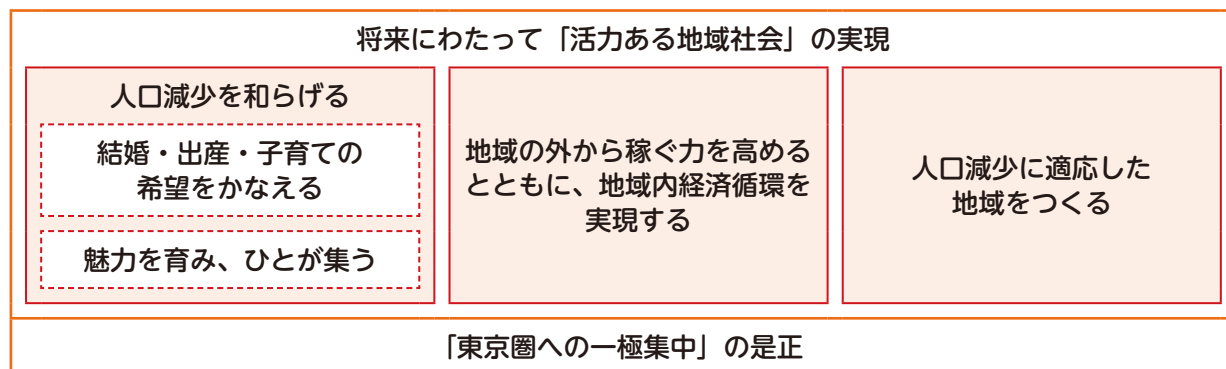 将来にわたって「活力ある地域社会」の実現
人口減少を和らげる
結婚・出産・子育ての
希望をかなえる
魅力を育み、ひとが集う
地域の外から稼ぐ力を高める
とともに、地域内経済循環を
実現する
人口減少に適応した
地域をつくる
「東京圏への一極集中」の是正